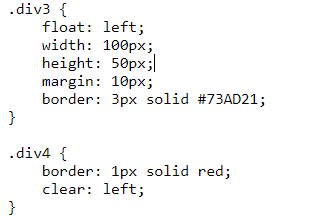 .div3 {
    float: left;
    width: 100px;
    height: 50px;
    margin: 10px;
    border: 3px solid #73AD21;
}

.div4 {
    border: 1px solid red;
    clear: left;
}